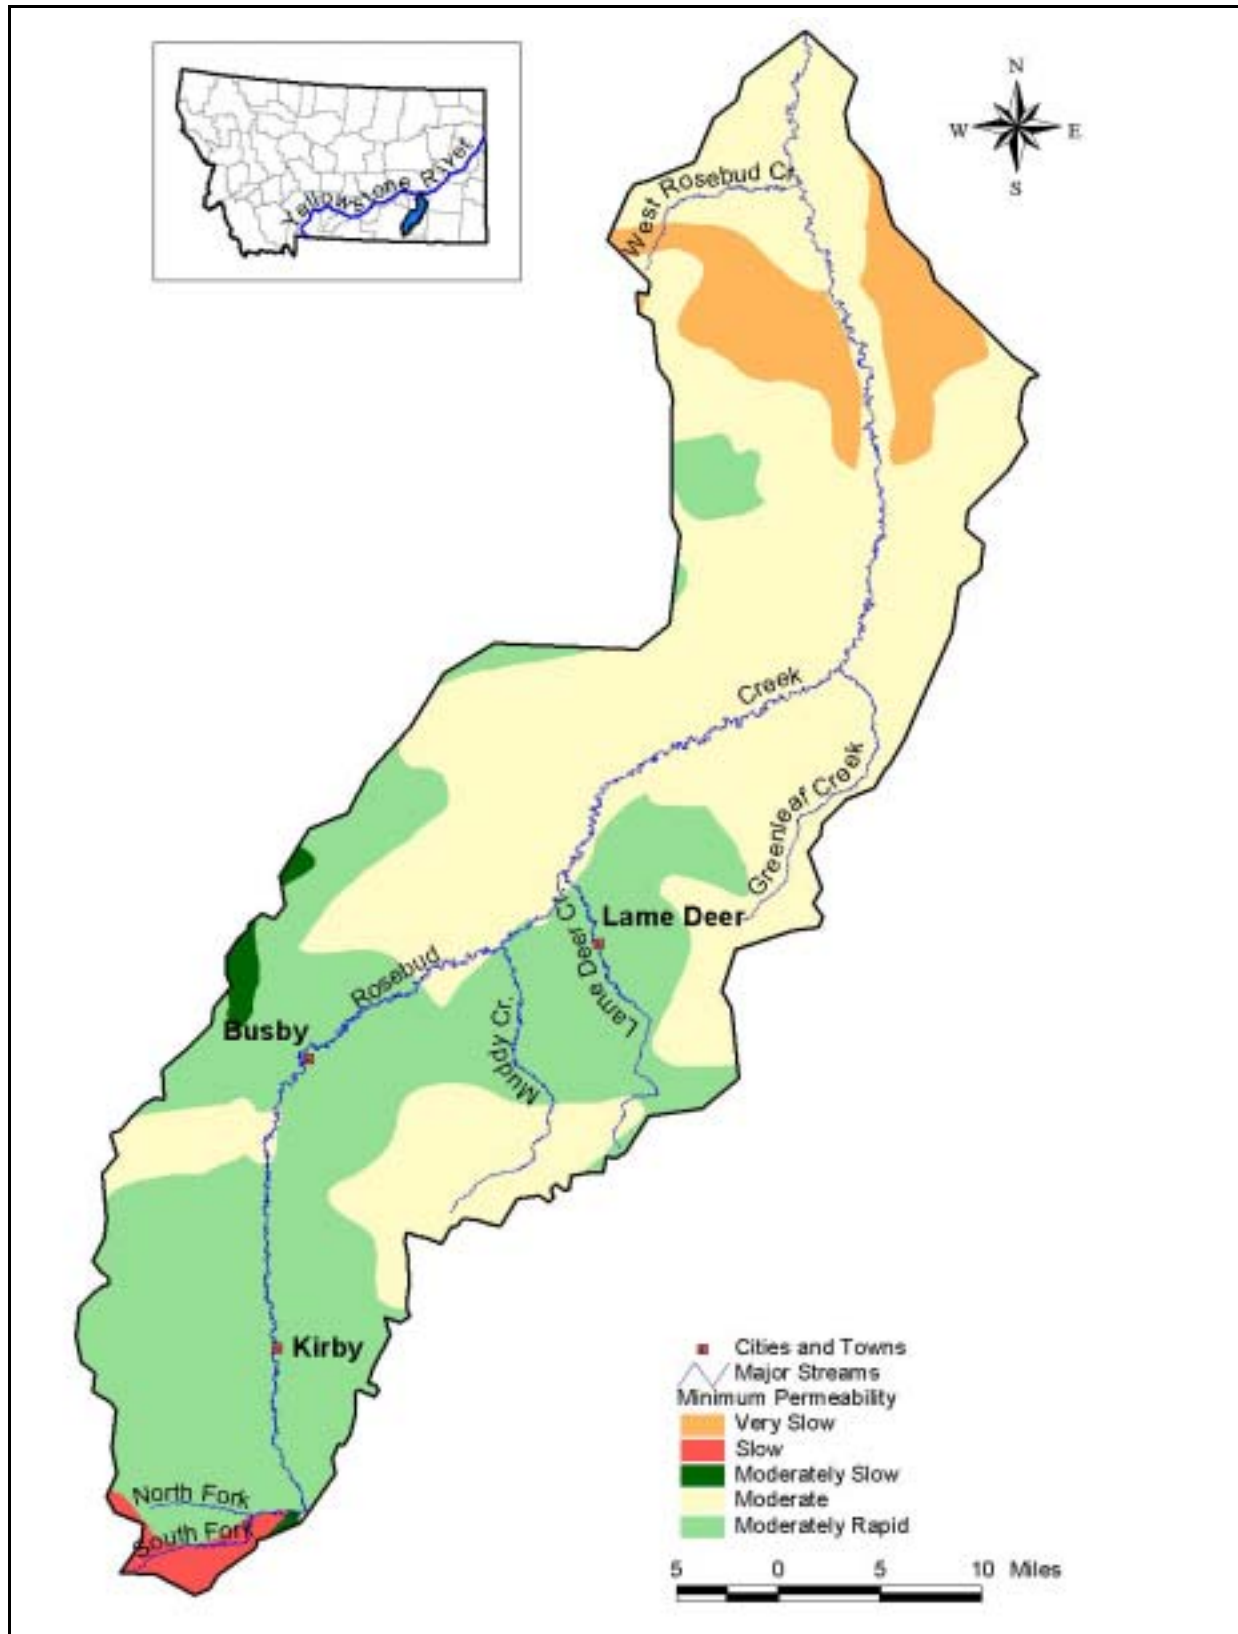 Yellowstone River
N
W E
S
West Rosebud Cr.
Creek
Greenleaf Creek
Lame Deer
Lame Deer Cr.
Rosebud
Muddy Cr.
Busby
Kirby
North Fork
South Fork
Cities and Towns
Major Streams
Minimum Permeability
Very Slow
Slow
Moderately Slow
Moderate
Moderately Rapid
5 0 5 10 Miles